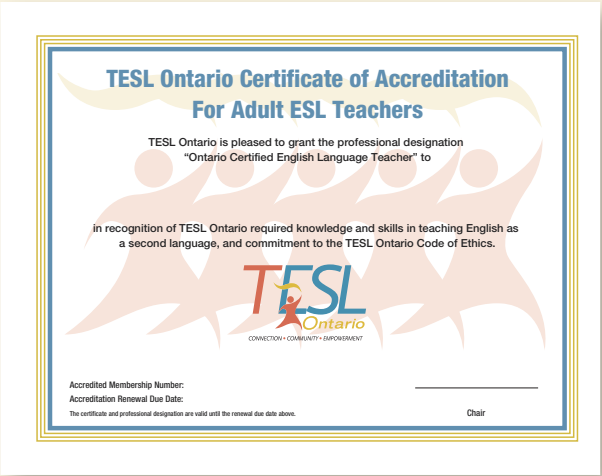 TESL Ontario Certificate of Accreditation
For Adult ESL Teachers
TESL Ontario is pleased to grant the professional designation
“Ontario Certified English Language Teacher” to
in recognition of TESL Ontario required knowledge and skills in teaching English as
a second language, and commitment to the TESL Ontario Code of Ethics.
TESL
Ontario
CONNECTION • COMMUNITY • EMPOWERMENT
Accredited Membership Number:
Accreditation Renewal Due Date:
The certificate and professional designation are valid until the renewal due date above.
Chair